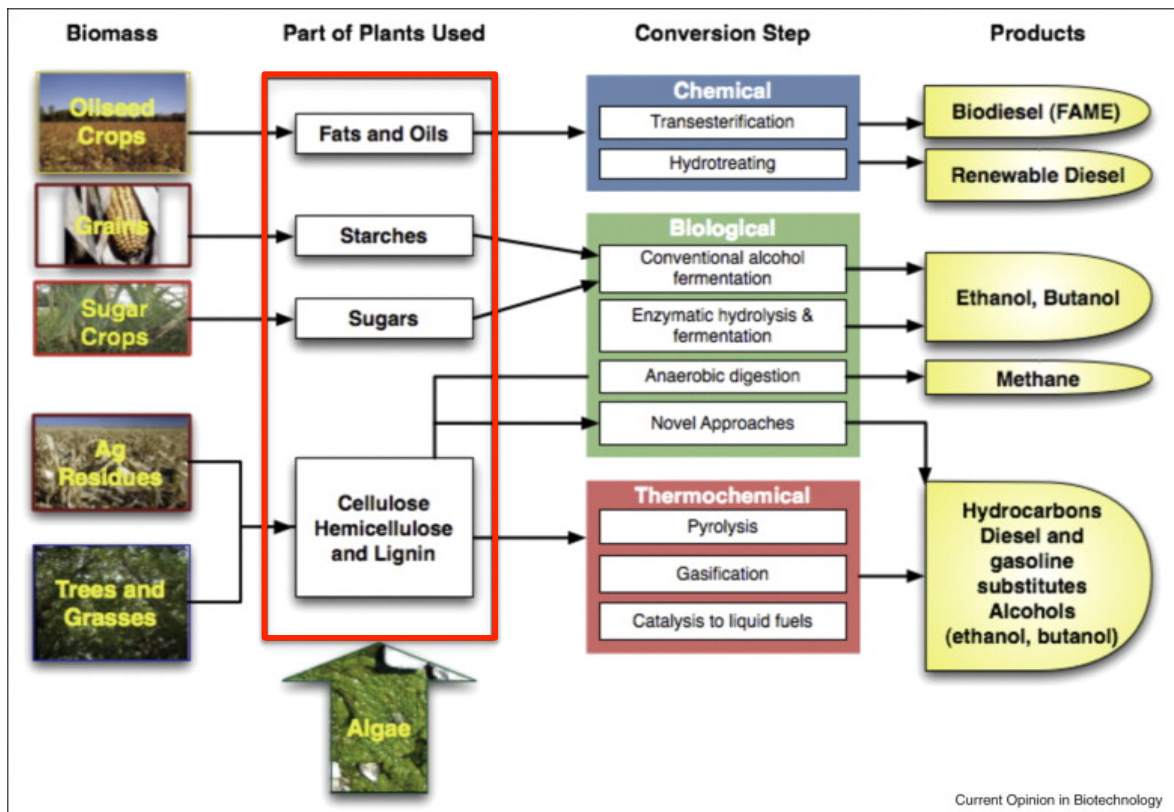 Biomass
Part of Plants Used
Conversion Step
Products
Oilseed
Crops
Fats and Oils
Chemical
Transesterification
Hydrotreating
Biodiesel (FAME)
Renewable Diesel
Grains
Starches
Sugar
Crops
Sugars
Biological
Conventional alcohol
fermentation
Enzymatic hydrolysis &
fermentation
Anaerobic digestion
Novel Approaches
Ethanol, Butanol
Methane
Ag
Residues
Trees and
Grasses
Cellulose
Hemicellulose
and Lignin
Thermochemical
Pyrolysis
Gasification
Catalysis to liquid fuels
Hydrocarbons
Diesel and
gasoline
substitutes
Alcohols
(ethanol, butanol)
Algae
Current Opinion in Biotechnology